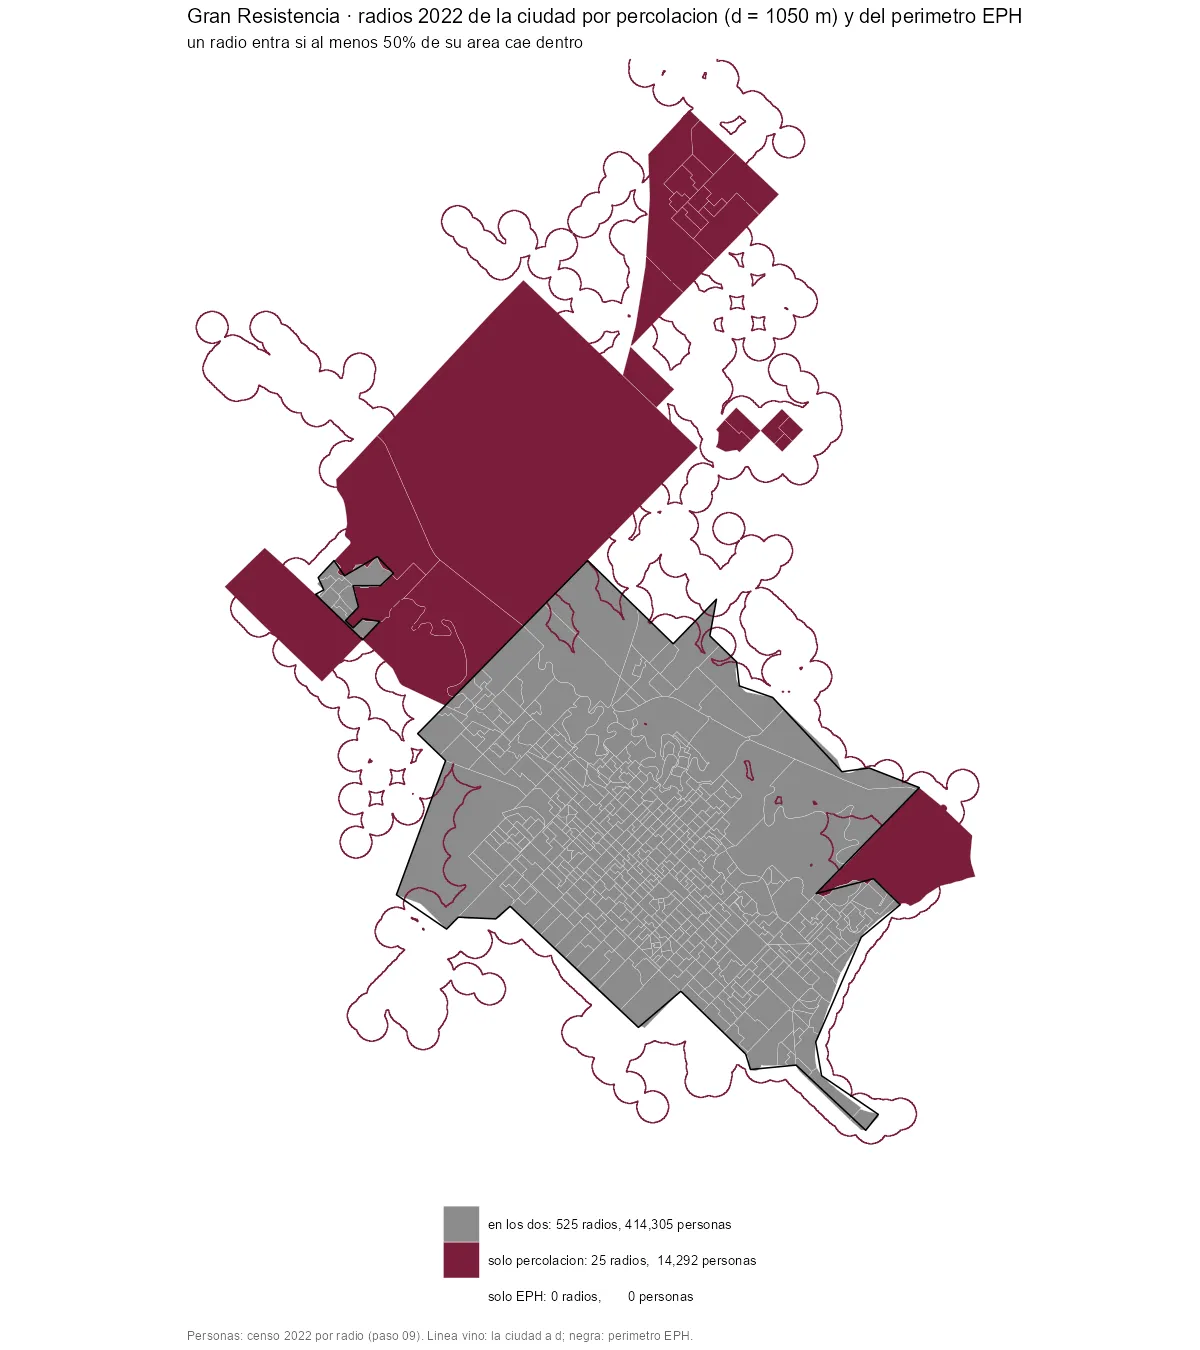 Gran Resistencia · radios 2022 de la ciudad por percolacion (d = 1050 m) y del perimetro EPH
un radio entra si al menos 50% de su area cae dentro
en los dos: 525 radios, 414,305 personas
solo percolacion: 25 radios, 14,292 personas
solo EPH: 0 radios, 0 personas
Personas: censo 2022 por radio (paso 09). Linea vino: la ciudad a d; negra: perimetro EPH.